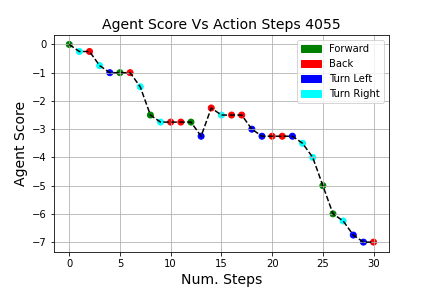 Agent Score Vs Action Steps 4055
Forward
Back
Turn Left
Turn Right
Agent Score
0
−1
−2
−3
−4
−5
−6
−7
0 5 10 15 20 25 30
Num. Steps